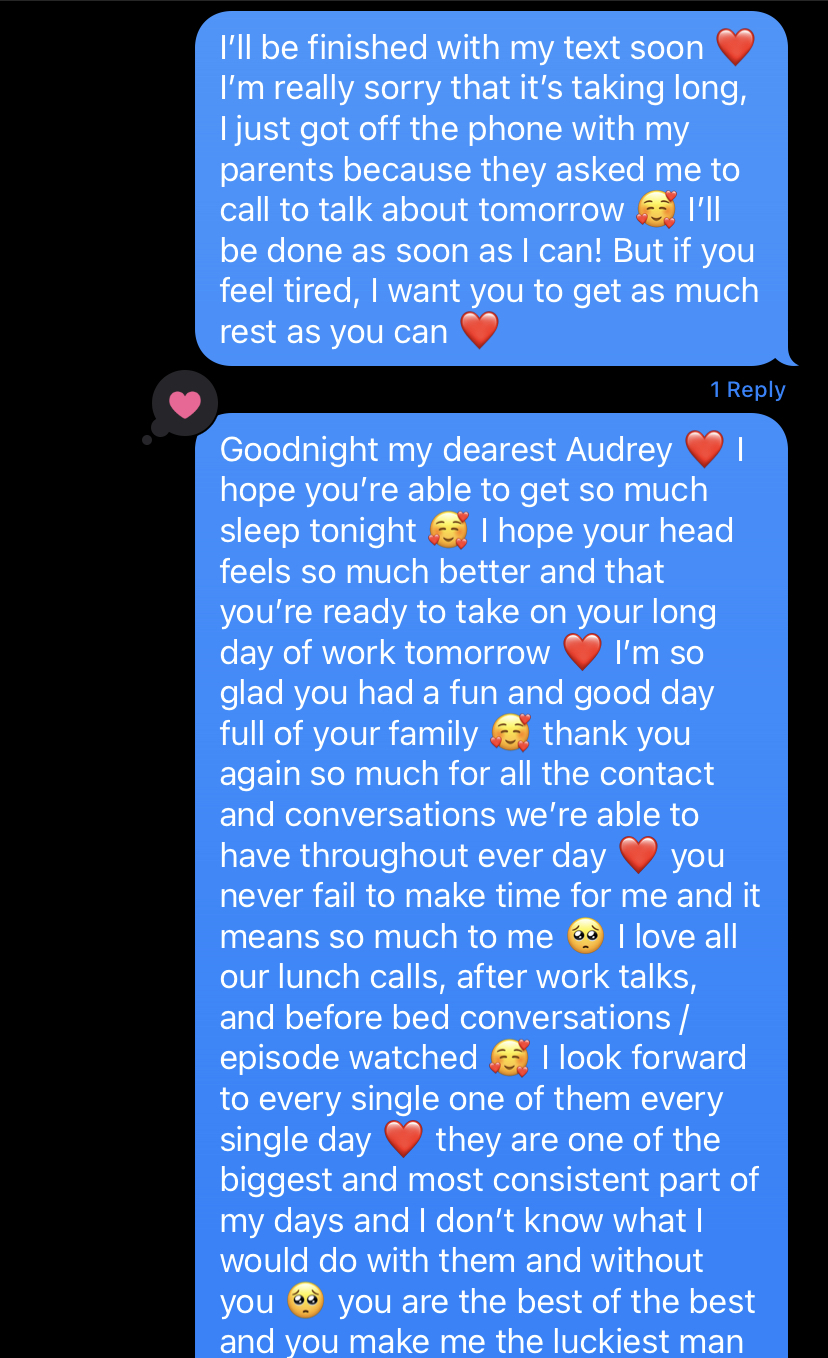 I’ll be finished with my text soon ❤️
I’m really sorry that it’s taking long,
I just got off the phone with my
parents because they asked me to
call to talk about tomorrow 🥰 I’ll
be done as soon as I can! But if you
feel tired, I want you to get as much
rest as you can ❤️
1 Reply
Goodnight my dearest Audrey ❤️ I
hope you’re able to get so much
sleep tonight 🥰 I hope your head
feels so much better and that
you’re ready to take on your long
day of work tomorrow ❤️ I’m so
glad you had a fun and good day
full of your family 🥰 thank you
again so much for all the contact
and conversations we’re able to
have throughout ever day ❤️ you
never fail to make time for me and it
means so much to me 🥺 I love all
our lunch calls, after work talks,
and before bed conversations /
episode watched 🥰 I look forward
to every single one of them every
single day ❤️ they are one of the
biggest and most consistent part of
my days and I don’t know what I
would do with them and without
you 🥺 you are the best of the best
and you make me the luckiest man